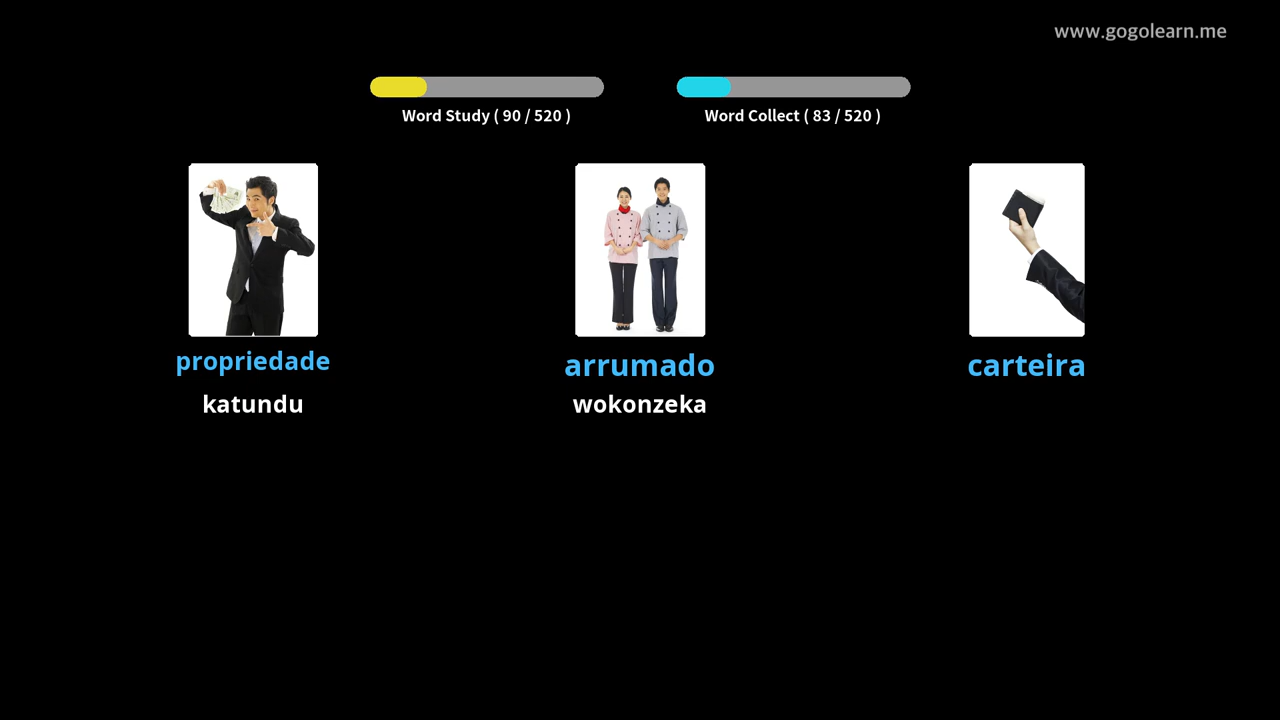 www.gogolearn.me
Word Study ( 90 / 520 )
Word Collect ( 83 / 520 )
propriedade
arrumado
carteira
katundu
wokonzeka